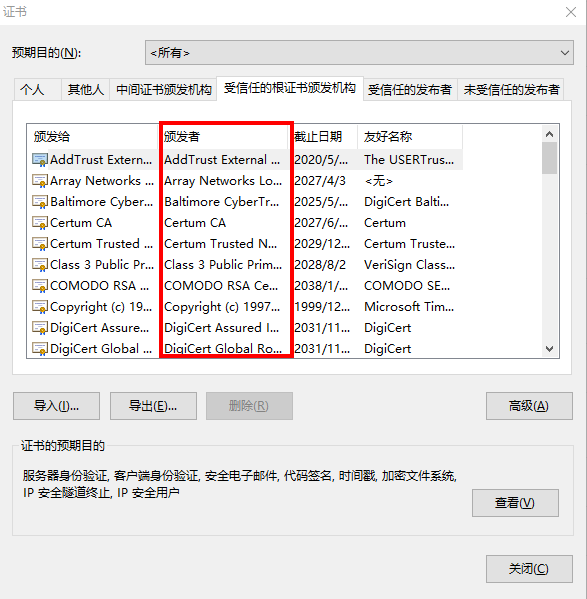 证书
预期目的(N):
<所有>
个人 其他人 中间证书颁发机构 受信任的根证书颁发机构 受信任的发布者 未受信任的发布者
颁发给 颁发者 截止日期 友好名称
AddTrust Extern... AddTrust External ... 2020/5/... The USERTrus...
Array Networks ... Array Networks Lo... 2027/4/3 <无>
Baltimore CyberT... Baltimore CyberTr... 2025/5/... DigiCert Balti...
Certum CA Certum CA 2027/6/... Certum
Certum Trusted ... Certum Trusted N... 2029/12... Certum Truste...
Class 3 Public Pr... Class 3 Public Prim... 2028/8/2 VeriSign Class...
COMODO RSA ... COMODO RSA Ce... 2038/1/... COMODO SE...
Copyright (c) 19... Copyright (c) 1997... 1999/12... Microsoft Tim...
DigiCert Assure... DigiCert Assured I... 2031/11... DigiCert
DigiCert Global ... DigiCert Global Ro... 2031/11... DigiCert
导入(I)... 导出(E)... 删除(R) 高级(A)
证书的预期目的
服务器身份验证, 客户端身份验证, 安全电子邮件, 代码签名, 时间戳, 加密文件系统,
IP 安全隧道终止, IP 安全用户
查看(V)
关闭(C)